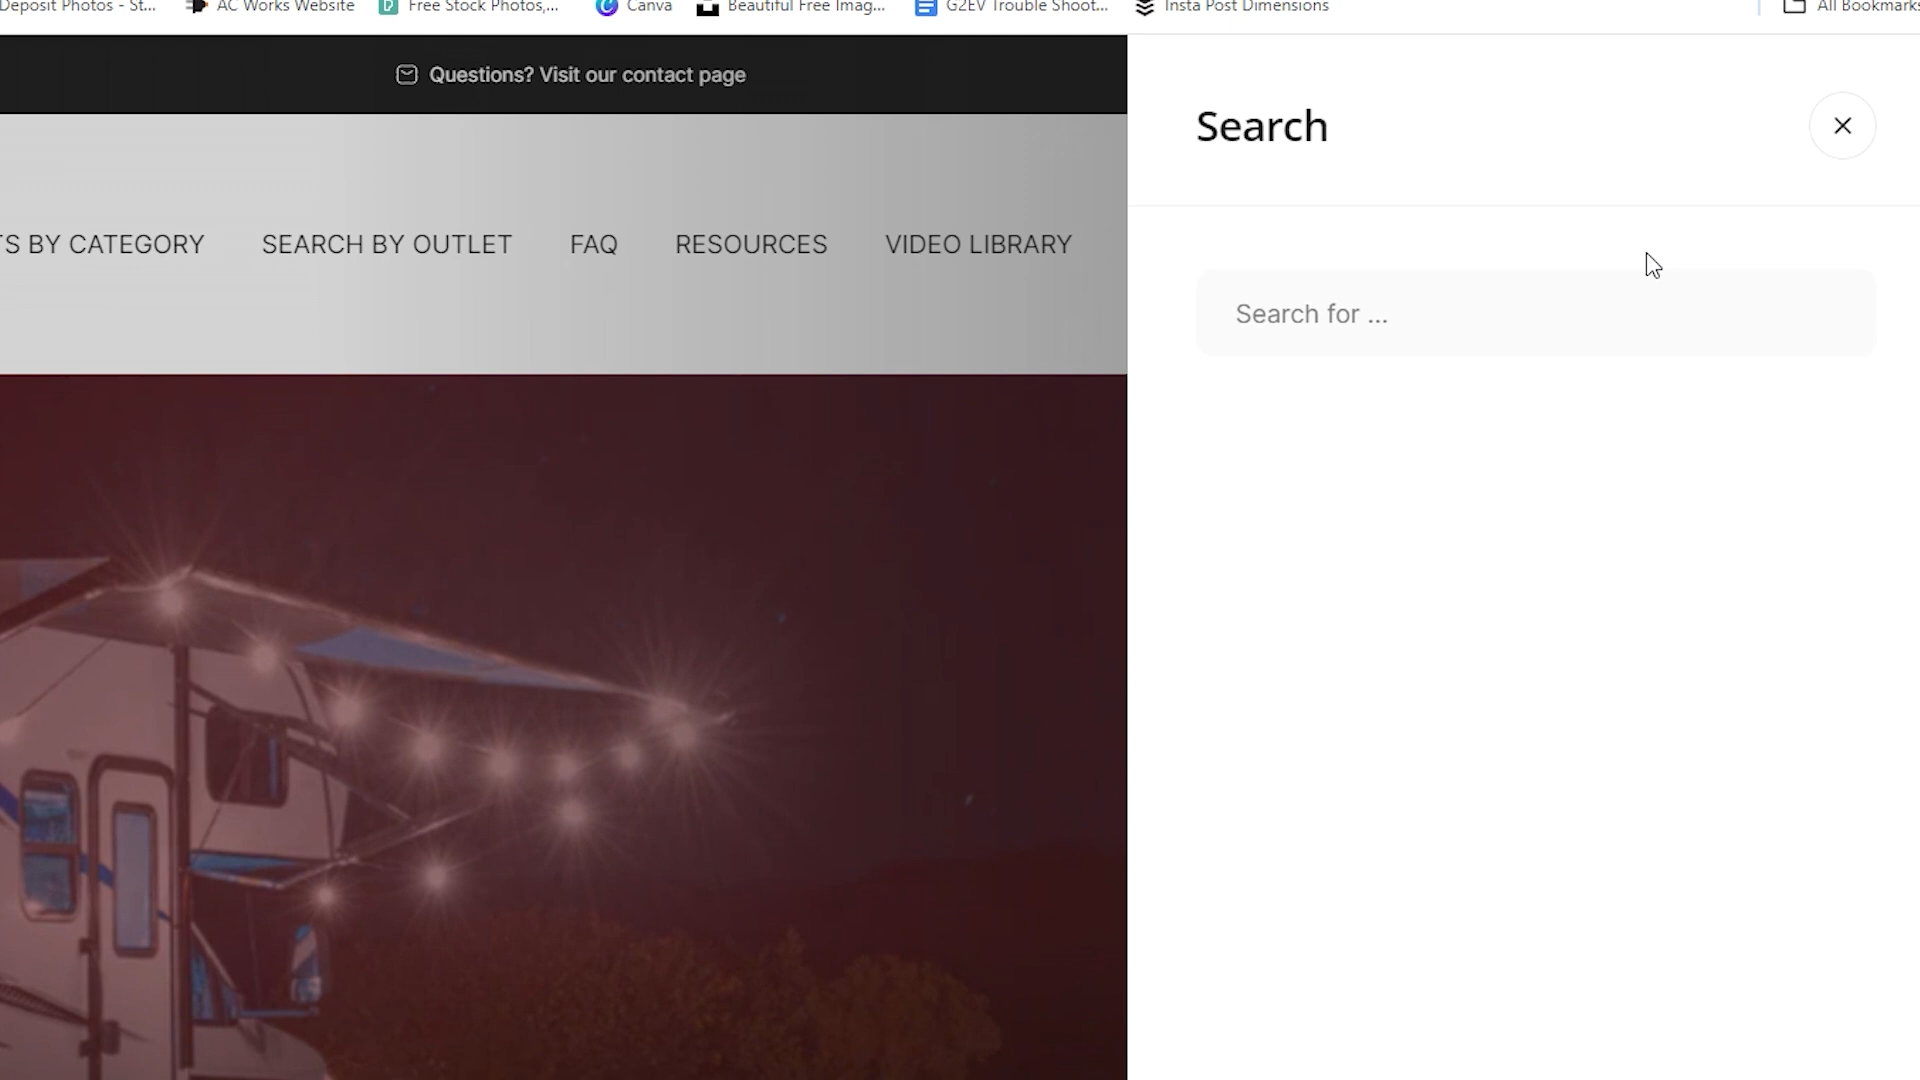 Deposit Photos - St...
AC Works Website
Free Stock Photos,...
Canva
Beautiful Free Imag...
G2EV Trouble Shoot...
Insta Post Dimensions
All Bookmarks
Questions? Visit our contact page
Search
TS BY CATEGORY
SEARCH BY OUTLET
FAQ
RESOURCES
VIDEO LIBRARY
Search for ...